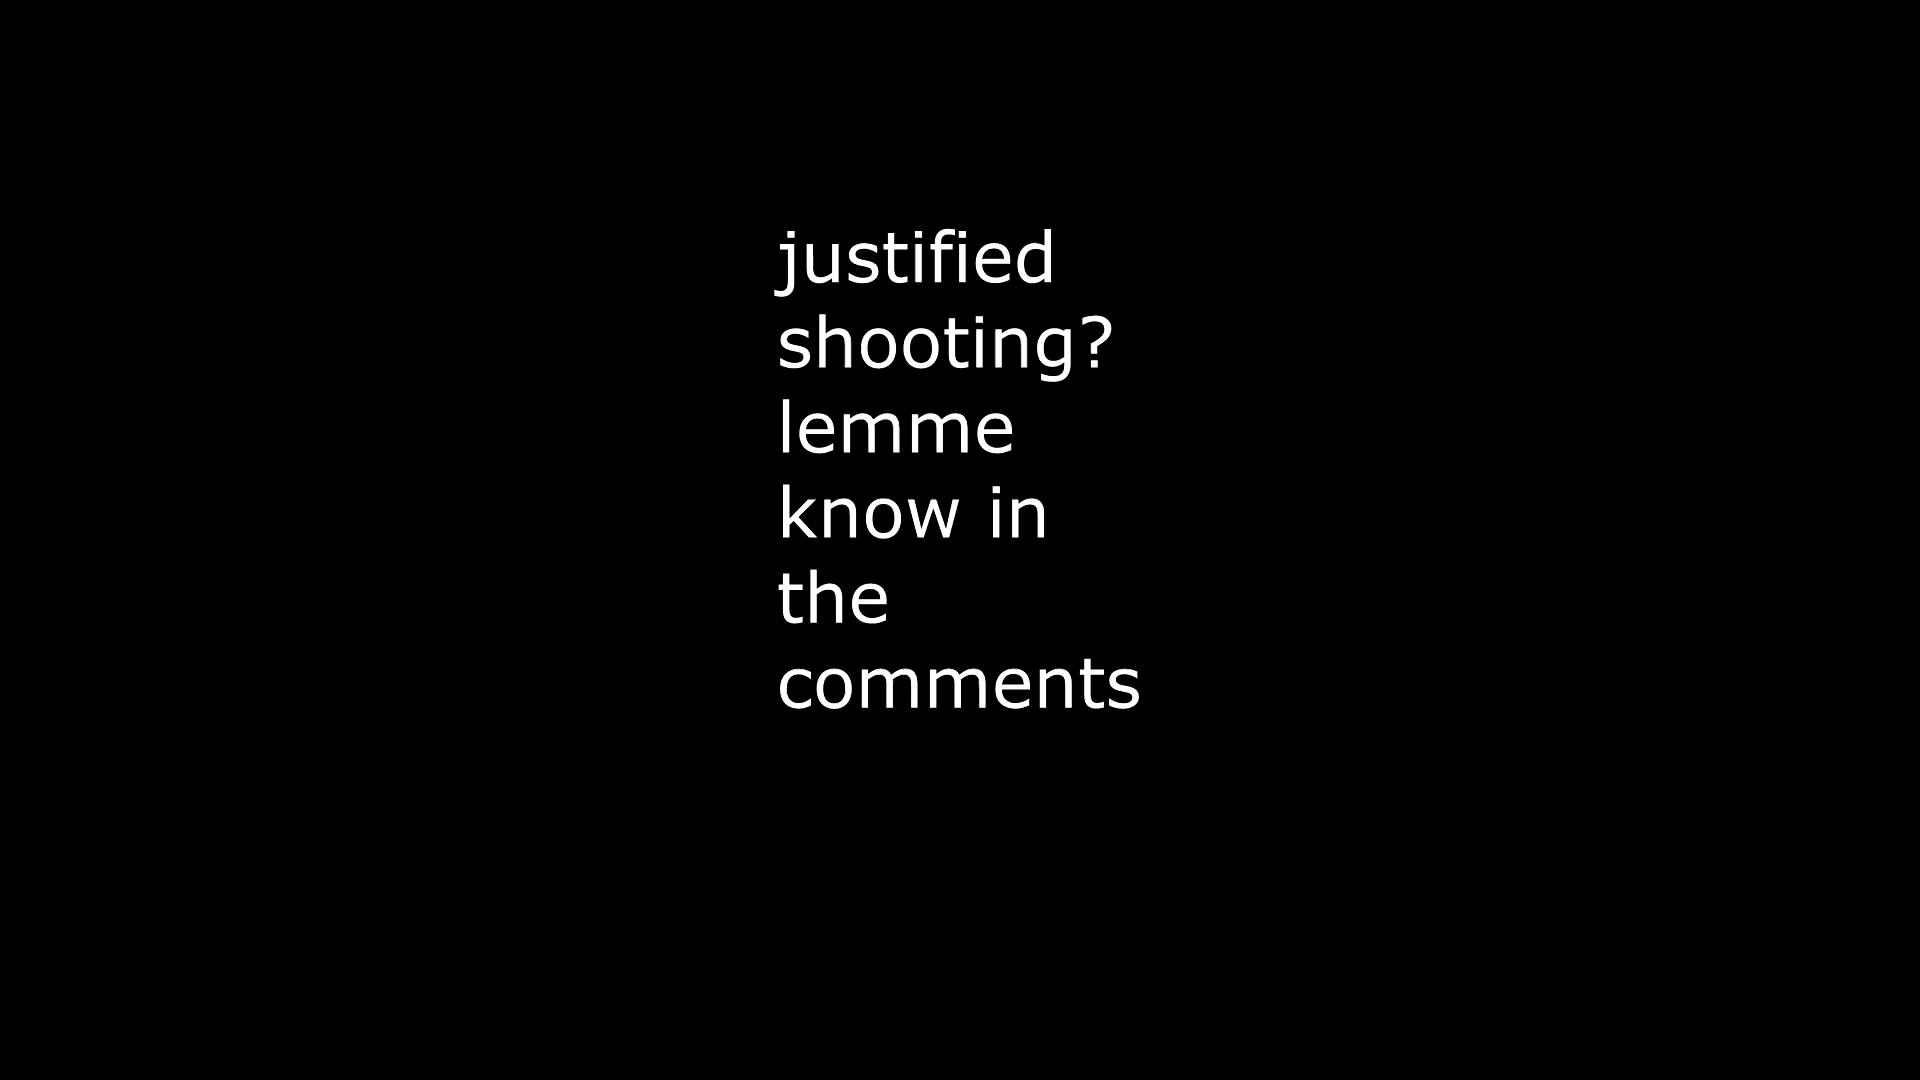 justified
shooting?
lemme
know in
the
comments